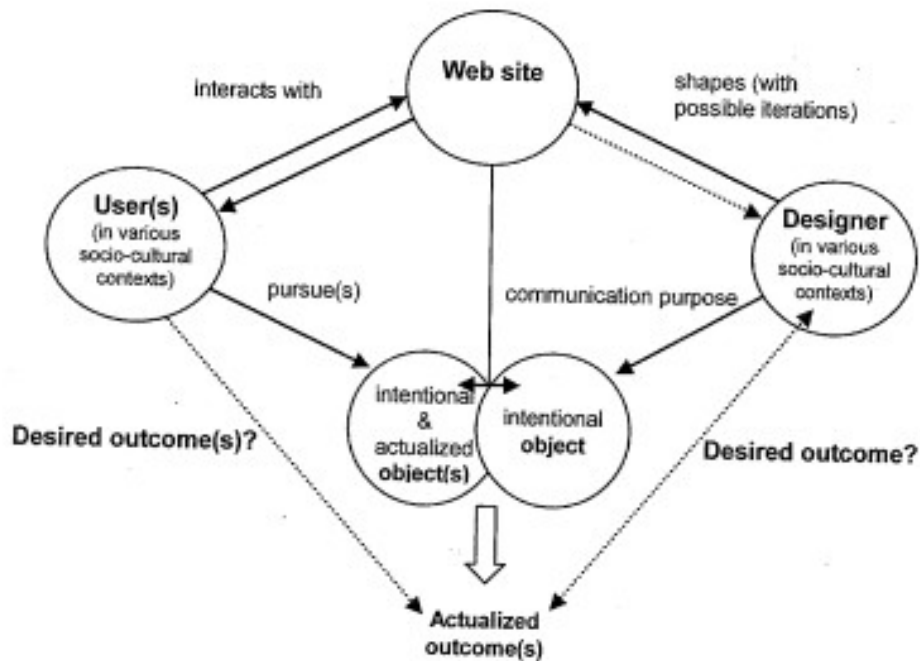 Web site
interacts with
shapes (with
possible iterations)
User(s)
(in various
socio-cultural
contexts)
Designer
(in various
socio-cultural
contexts)
pursue(s)
communication purpose
intentional
&
actualized
object(s)
intentional
object
Desired outcome(s)?
Desired outcome?
Actualized
outcome(s)